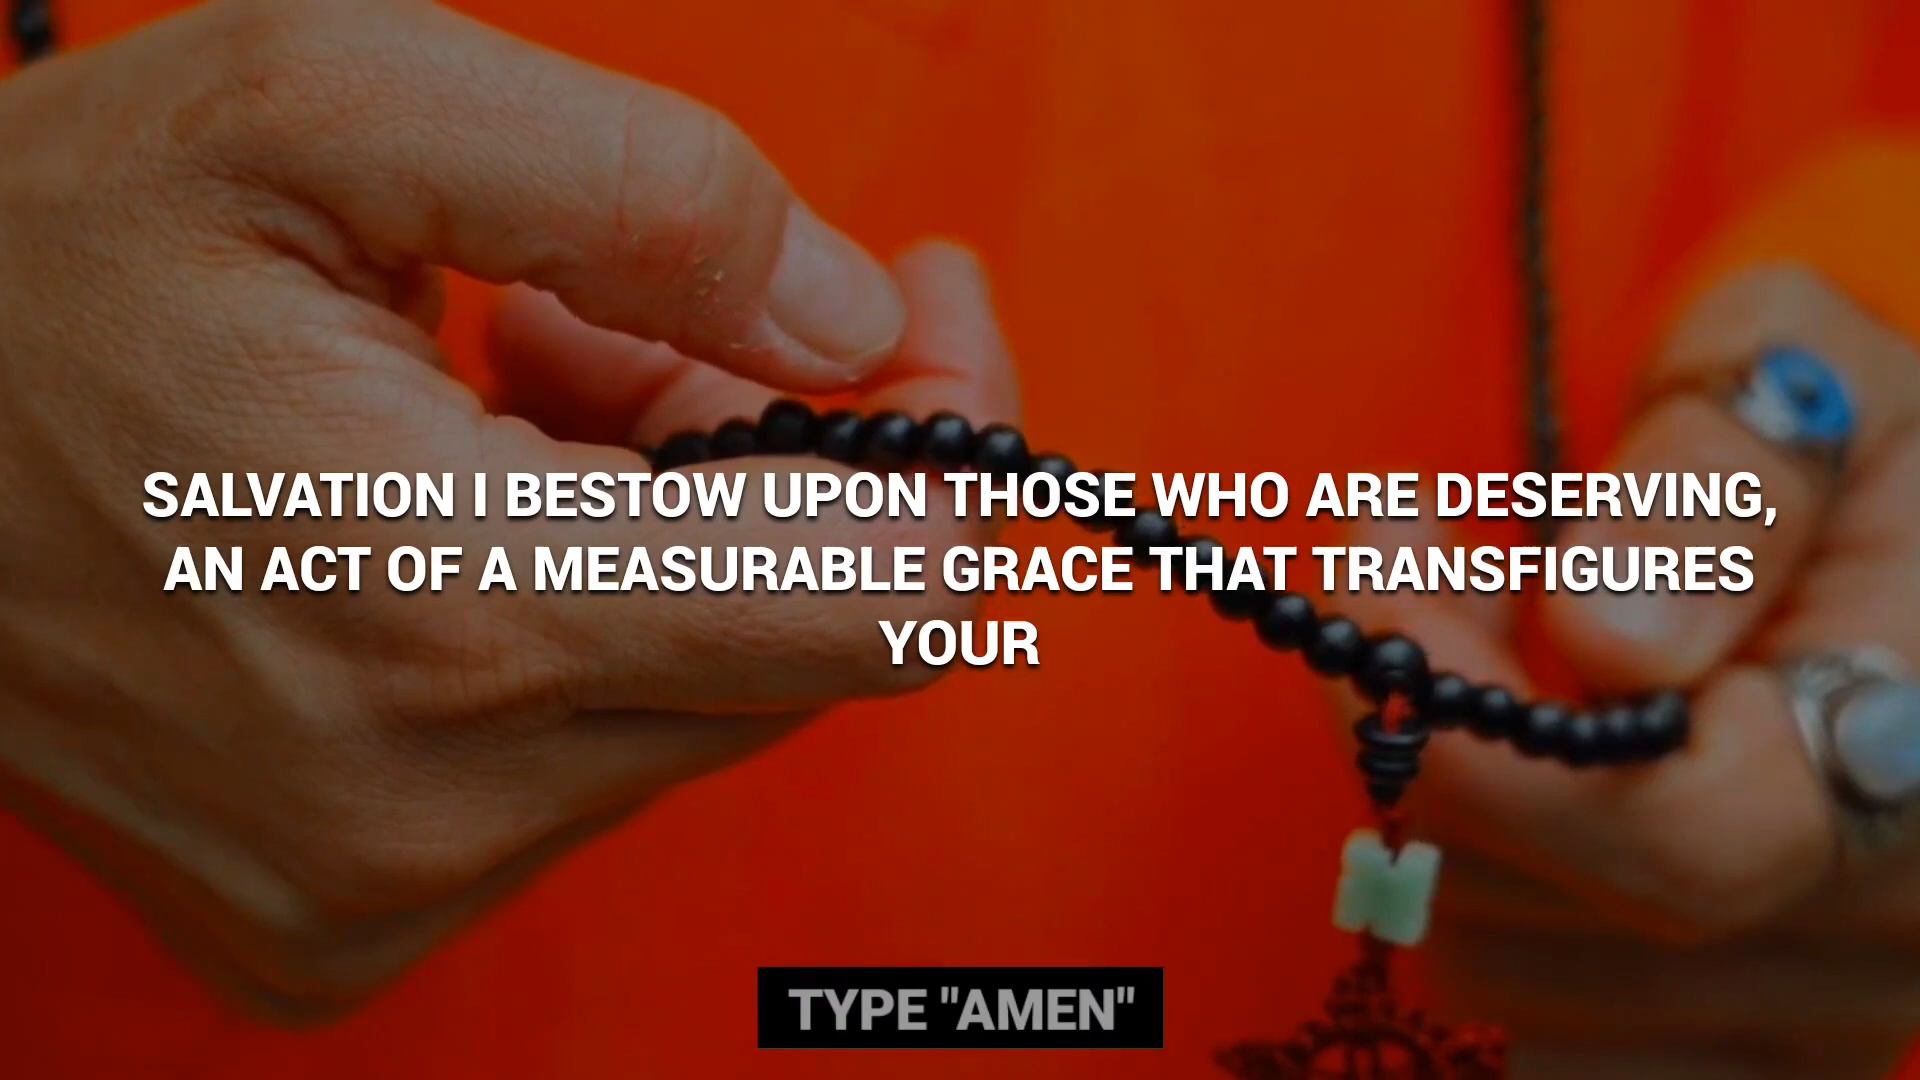 SALVATION I BESTOW UPON THOSE WHO ARE DESERVING,
AN ACT OF A MEASURABLE GRACE THAT TRANSFIGURES
YOUR
TYPE "AMEN"